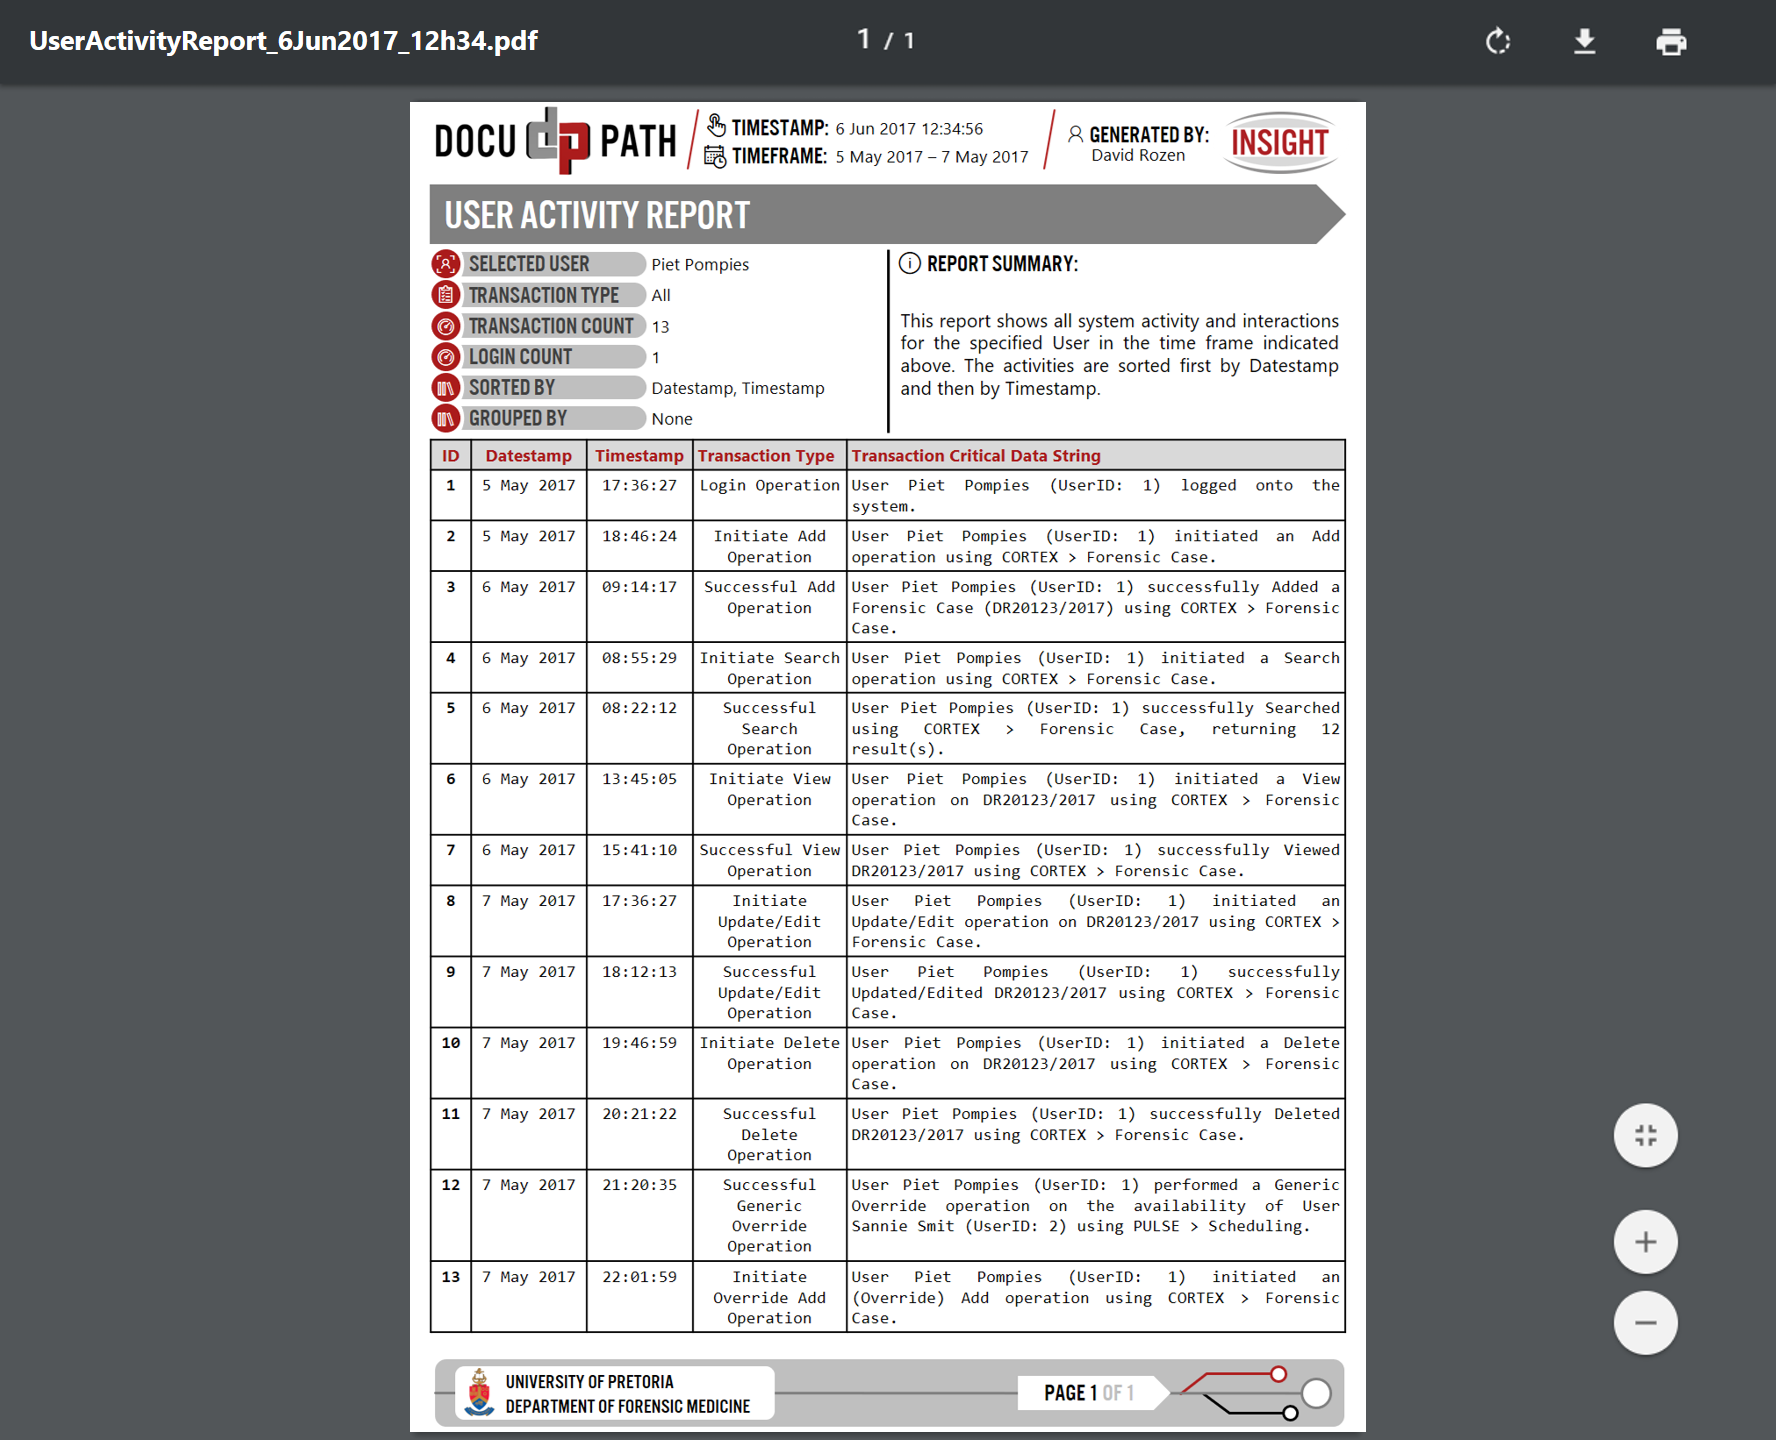 UserActivityReport_6Jun2017_12h34.pdf
1 / 1
DOCU dp PATH
TIMESTAMP: 6 Jun 2017 12:34:56
TIMEFRAME: 5 May 2017 – 7 May 2017
GENERATED BY:
David Rozen
INSIGHT
USER ACTIVITY REPORT
SELECTED USER Piet Pompies
TRANSACTION TYPE All
TRANSACTION COUNT 13
LOGIN COUNT 1
SORTED BY Datestamp, Timestamp
GROUPED BY None
REPORT SUMMARY:
This report shows all system activity and interactions
for the specified User in the time frame indicated
above. The activities are sorted first by Datestamp
and then by Timestamp.
ID Datestamp Timestamp Transaction Type Transaction Critical Data String
1 5 May 2017 17:36:27 Login Operation User Piet Pompies (UserID: 1) logged onto the
system.
2 5 May 2017 18:46:24 Initiate Add User Piet Pompies (UserID: 1) initiated an Add
Operation operation using CORTEX > Forensic Case.
3 6 May 2017 09:14:17 Successful Add User Piet Pompies (UserID: 1) successfully Added a
Operation Forensic Case (DR20123/2017) using CORTEX > Forensic
Case.
4 6 May 2017 08:55:29 Initiate Search User Piet Pompies (UserID: 1) initiated a Search
Operation operation using CORTEX > Forensic Case.
5 6 May 2017 08:22:12 Successful User Piet Pompies (UserID: 1) successfully Searched
Search using CORTEX > Forensic Case, returning 12
Operation result(s).
6 6 May 2017 13:45:05 Initiate View User Piet Pompies (UserID: 1) initiated a View
Operation operation on DR20123/2017 using CORTEX > Forensic
Case.
7 6 May 2017 15:41:10 Successful View User Piet Pompies (UserID: 1) successfully Viewed
Operation DR20123/2017 using CORTEX > Forensic Case.
8 7 May 2017 17:36:27 Initiate User Piet Pompies (UserID: 1) initiated an
Update/Edit Update/Edit operation on DR20123/2017 using CORTEX >
Operation Forensic Case.
9 7 May 2017 18:12:13 Successful User Piet Pompies (UserID: 1) successfully
Update/Edit Updated/Edited DR20123/2017 using CORTEX > Forensic
Operation Case.
10 7 May 2017 19:46:59 Initiate Delete User Piet Pompies (UserID: 1) initiated a Delete
Operation operation on DR20123/2017 using CORTEX > Forensic
Case.
11 7 May 2017 20:21:22 Successful User Piet Pompies (UserID: 1) successfully Deleted
Delete DR20123/2017 using CORTEX > Forensic Case.
Operation
12 7 May 2017 21:20:35 Successful User Piet Pompies (UserID: 1) performed a Generic
Generic Override operation on the availability of User
Override Sannie Smit (UserID: 2) using PULSE > Scheduling.
Operation
13 7 May 2017 22:01:59 Initiate User Piet Pompies (UserID: 1) initiated an
Override Add (Override) Add operation using CORTEX > Forensic
Operation Case.
UNIVERSITY OF PRETORIA
DEPARTMENT OF FORENSIC MEDICINE
PAGE 1 OF 1